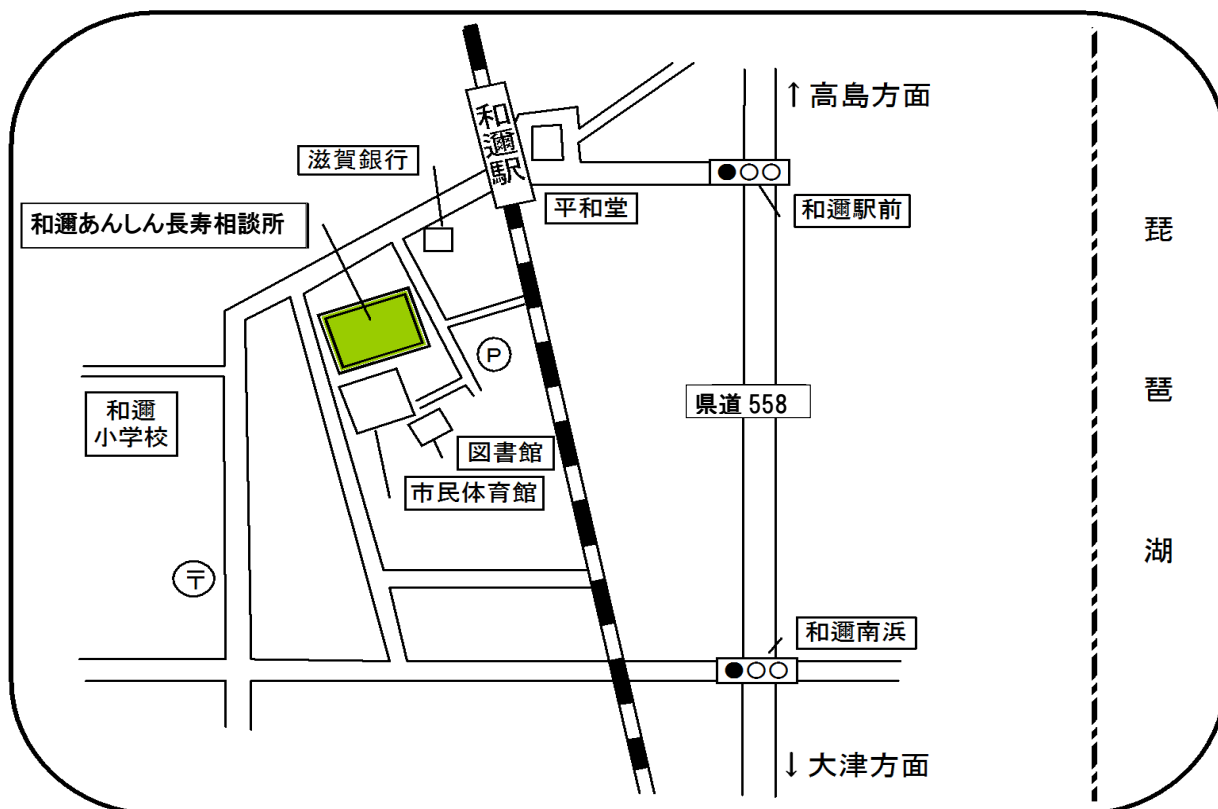 ↑高島方面
和邇駅
滋賀銀行
平和堂
和邇駅前
和邇あんしん長寿相談所
琵琶湖
P
県道 558
和邇
小学校
図書館
市民体育館
〒
和邇南浜
↓大津方面